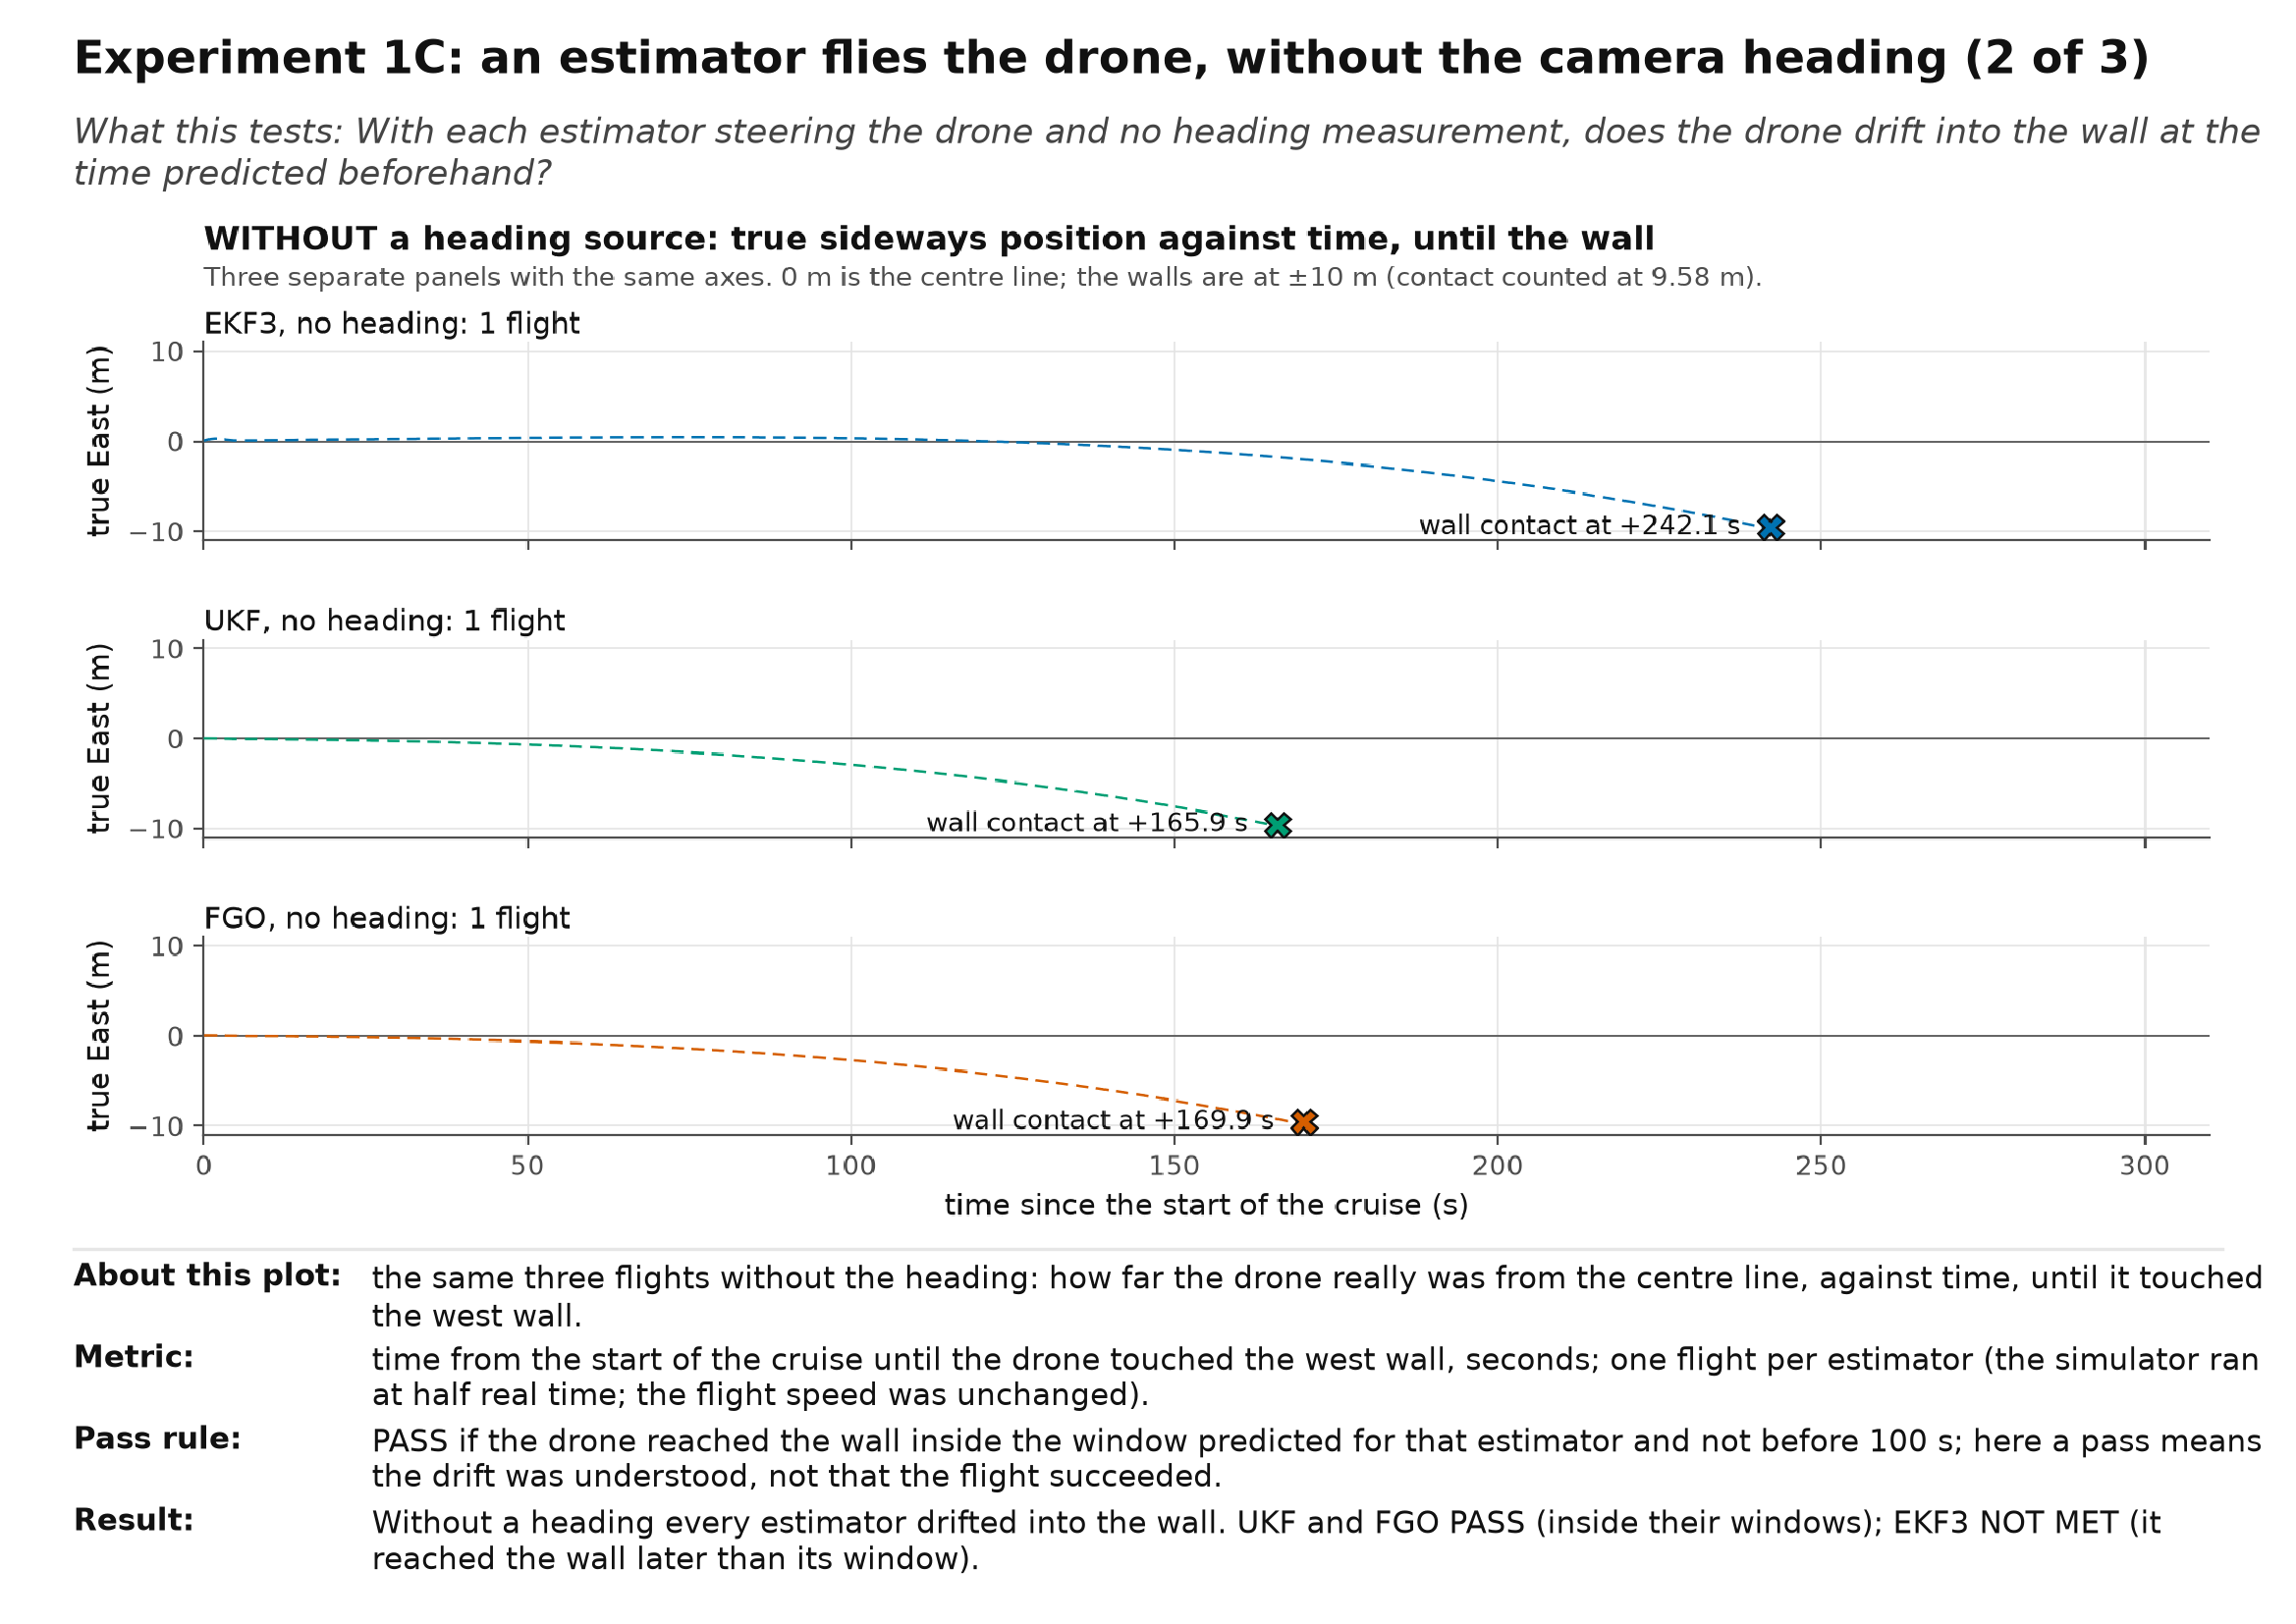 Experiment 1C: an estimator flies the drone, without the camera heading (2 of 3)
What this tests: With each estimator steering the drone and no heading measurement, does the drone drift into the wall at the
time predicted beforehand?
WITHOUT a heading source: true sideways position against time, until the wall
Three separate panels with the same axes. 0 m is the centre line; the walls are at ±10 m (contact counted at 9.58 m).
EKF3, no heading: 1 flight
true East (m)
10
0
−10
wall contact at +242.1 s
UKF, no heading: 1 flight
true East (m)
10
0
−10
wall contact at +165.9 s
FGO, no heading: 1 flight
true East (m)
10
0
−10
wall contact at +169.9 s
0 50 100 150 200 250 300
time since the start of the cruise (s)
About this plot: the same three flights without the heading: how far the drone really was from the centre line, against time, until it touched
the west wall.
Metric: time from the start of the cruise until the drone touched the west wall, seconds; one flight per estimator (the simulator ran
at half real time; the flight speed was unchanged).
Pass rule: PASS if the drone reached the wall inside the window predicted for that estimator and not before 100 s; here a pass means
the drift was understood, not that the flight succeeded.
Result: Without a heading every estimator drifted into the wall. UKF and FGO PASS (inside their windows); EKF3 NOT MET (it
reached the wall later than its window).